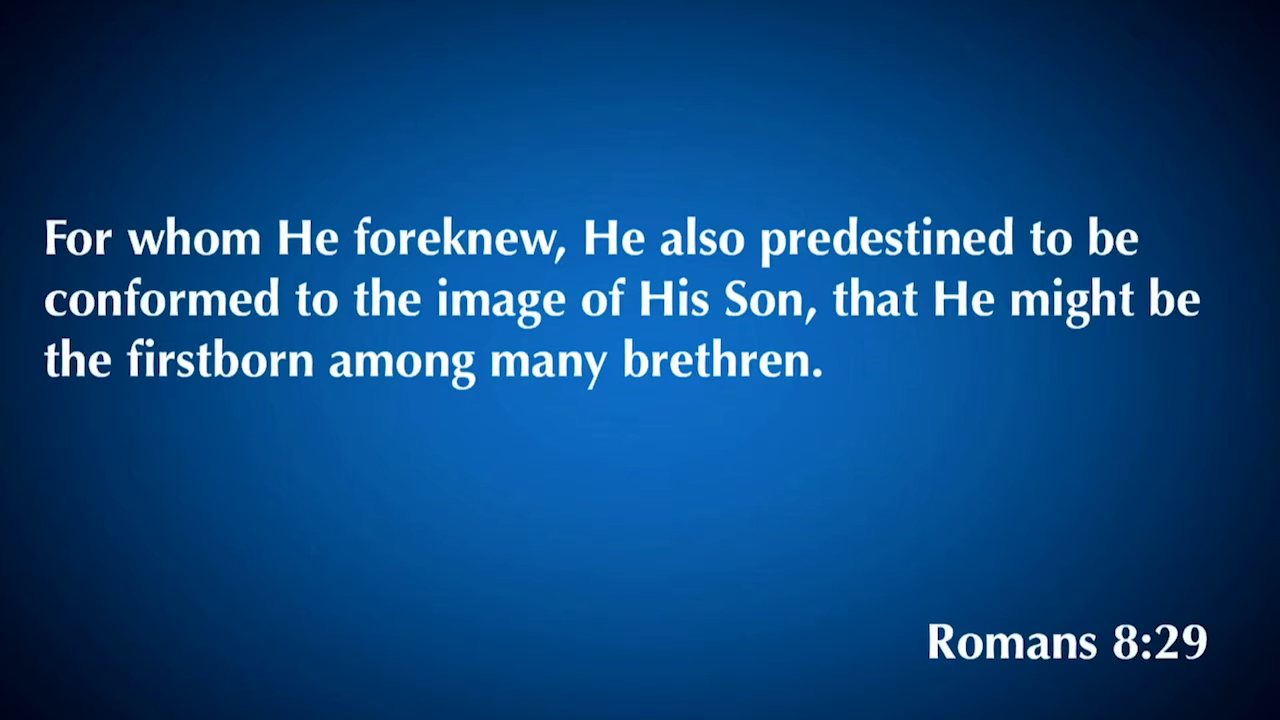 For whom He foreknew, He also predestined to be
conformed to the image of His Son, that He might be
the firstborn among many brethren.
Romans 8:29